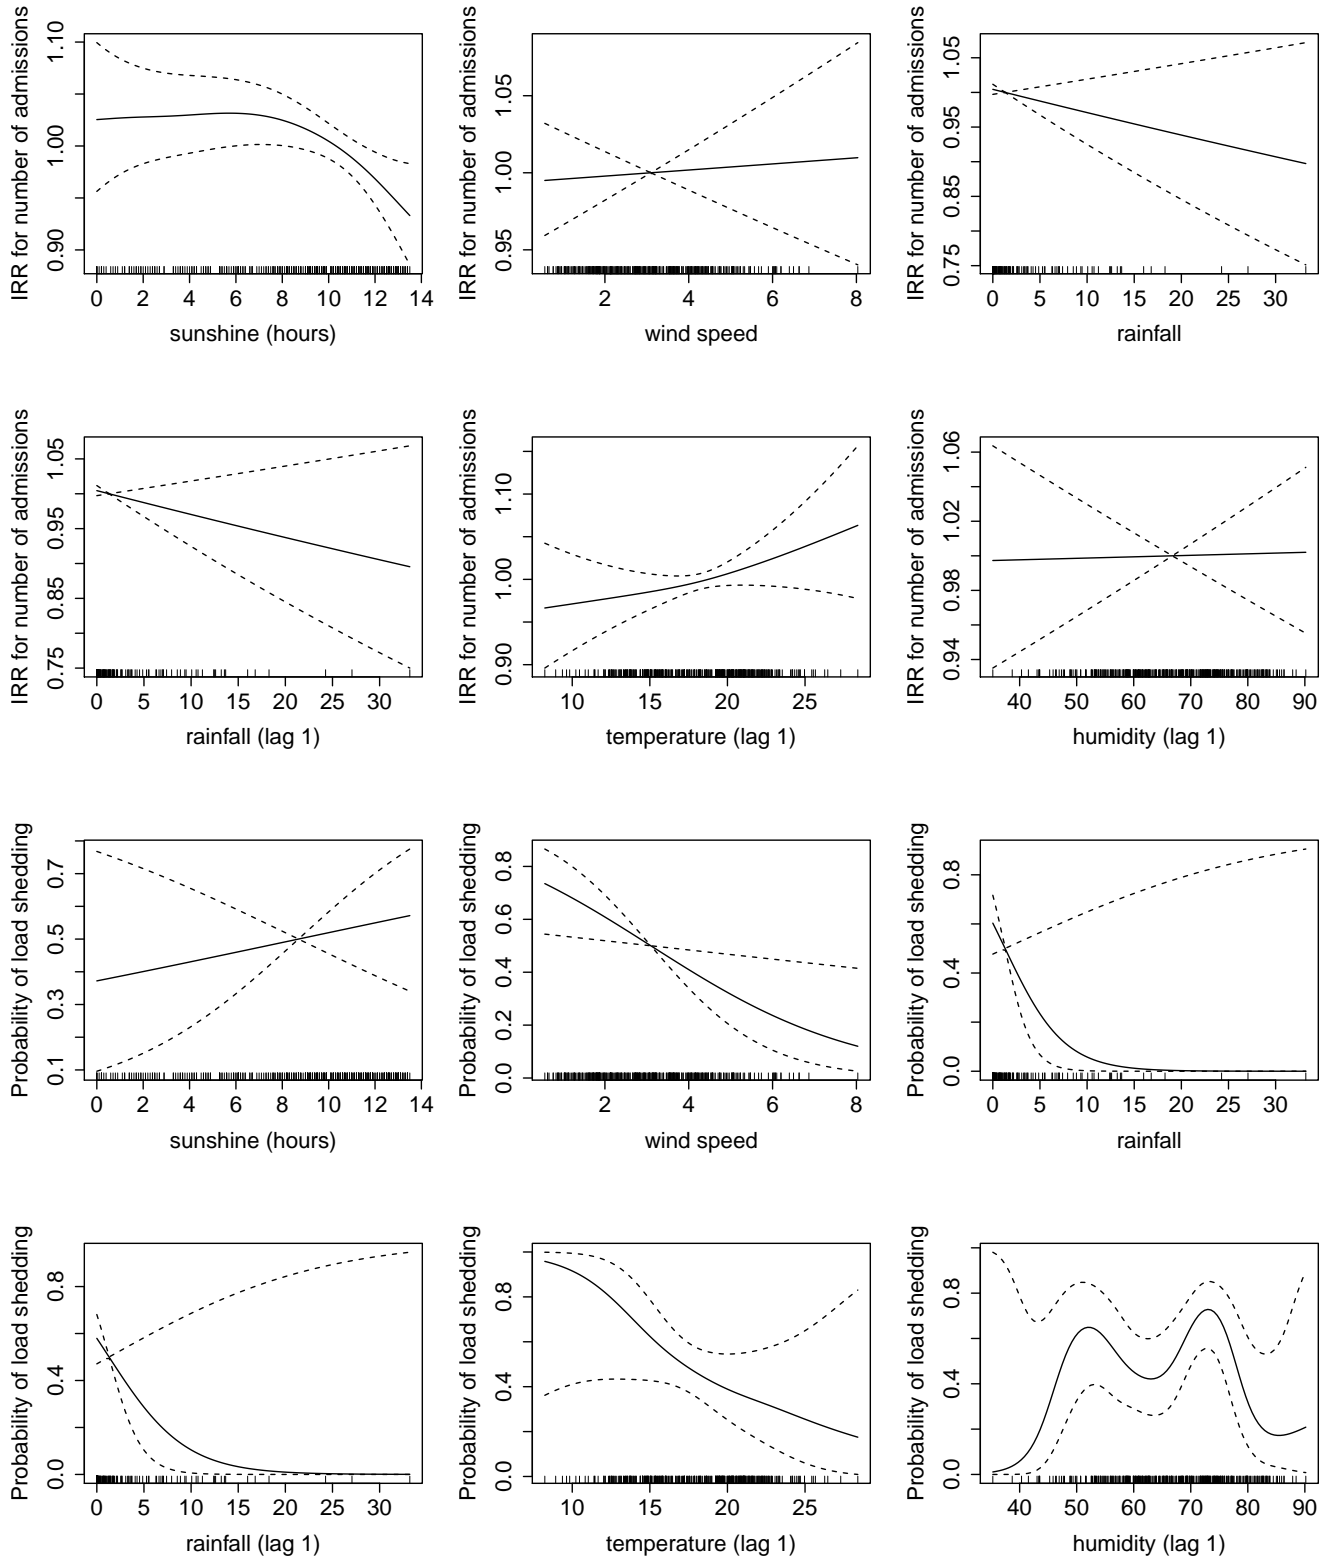 IRR for number of admissions
0.90 1.00 1.10
0 2 4 6 8 10 12 14
sunshine (hours)
IRR for number of admissions
0.95 1.00 1.05
2 4 6 8
wind speed
IRR for number of admissions
0.75 0.85 0.95 1.05
0 5 10 15 20 25 30
rainfall
IRR for number of admissions
0.75 0.85 0.95 1.05
0 5 10 15 20 25 30
rainfall (lag 1)
IRR for number of admissions
0.90 1.00 1.10
10 15 20 25
temperature (lag 1)
IRR for number of admissions
0.94 0.98 1.02 1.06
40 50 60 70 80 90
humidity (lag 1)
Probability of load shedding
0.1 0.3 0.5 0.7
0 2 4 6 8 10 12 14
sunshine (hours)
Probability of load shedding
0.0 0.2 0.4 0.6 0.8
2 4 6 8
wind speed
Probability of load shedding
0.0 0.4 0.8
0 5 10 15 20 25 30
rainfall
Probability of load shedding
0.0 0.4 0.8
0 5 10 15 20 25 30
rainfall (lag 1)
Probability of load shedding
0.0 0.4 0.8
10 15 20 25
temperature (lag 1)
Probability of load shedding
0.0 0.4 0.8
40 50 60 70 80 90
humidity (lag 1)